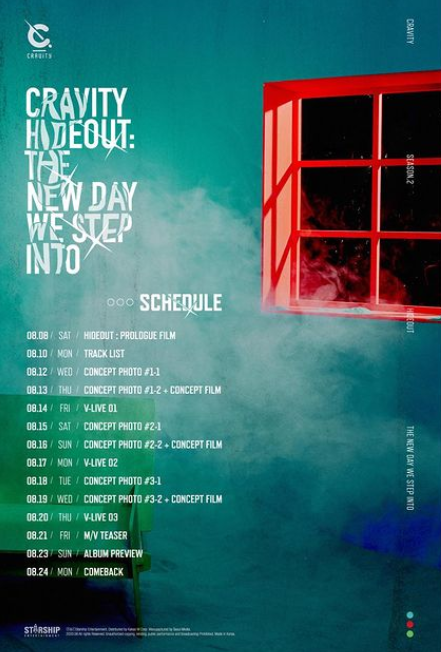 CRAVITY
CRAVITY
HIDEOUT:
THE
NEW DAY
WE STEP
INTO
SCHEDULE
08.08 / SAT / HIDEOUT : PROLOGUE FILM
08.10 / MON / TRACK LIST
08.12 / WED / CONCEPT PHOTO #1-1
08.13 / THU / CONCEPT PHOTO #1-2 + CONCEPT FILM
08.14 / FRI / V-LIVE 01
08.15 / SAT / CONCEPT PHOTO #2-1
08.16 / SUN / CONCEPT PHOTO #2-2 + CONCEPT FILM
08.17 / MON / V-LIVE 02
08.18 / TUE / CONCEPT PHOTO #3-1
08.19 / WED / CONCEPT PHOTO #3-2 + CONCEPT FILM
08.20 / THU / V-LIVE 03
08.21 / FRI / M/V TEASER
08.23 / SUN / ALBUM PREVIEW
08.24 / MON / COMEBACK
CRAVITY
SEASON 2
HIDEOUT
THE NEW DAY WE STEP INTO
STARSHIP
ENTERTAINMENT